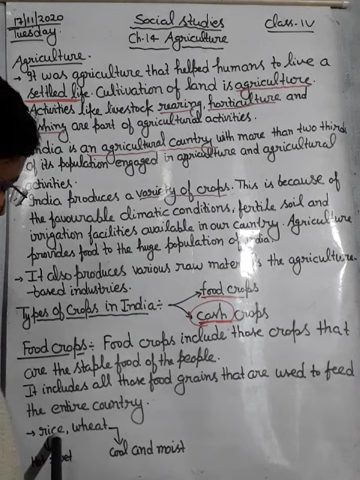 17/11/2020 Social studies Class-IV
Tuesday Ch-14 Agriculture
Agriculture
→ It was agriculture that helped humans to live a
settled life. Cultivation of land is agriculture.
Activities like livestock rearing, horticulture and
fishing are part of agricultural activities.
India is an agricultural country with more than two third
of its population engaged in agriculture and agricultural
activities.
India produces a variety of crops. This is because of
the favourable climatic conditions, fertile soil and
irrigation facilities available in our country. Agriculture
provides food to the huge population of India.
→ It also produces various raw materials the agriculture-
based industries.
Types of Crops in India:- food crops
cash Crops
Food Crops:- Food crops include those crops that
are the staple food of the people.
It includes all those food grains that are used to feed
the entire country.
→ rice, wheat
Cool and moist